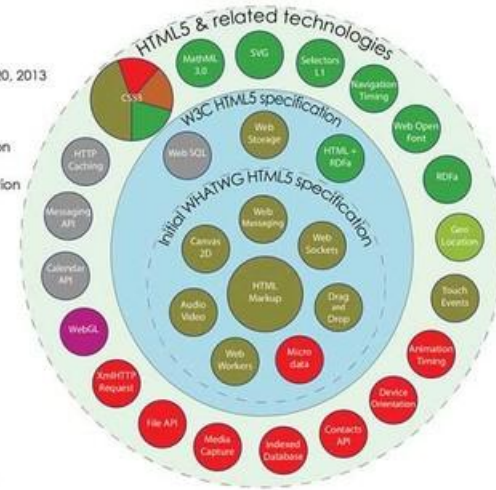 20, 2013
on
tion
HTML5 & related technologies
MathML
3.0
SVG
Selectors
L1
Navigation
Timing
Web Open
Font
RDFa
Geo
Location
Touch
Events
Animation
Timing
Device
Orientation
Contacts
API
Indexed
Database
Media
Capture
File API
XmlHTTP
Request
WebGL
Calendar
API
Messaging
API
HTTP
Caching
W3C HTML5 specification
Web SQL
Web
Storage
HTML +
RDFa
Initial WHATWG HTML5 specification
Web
Messaging
Canvas
2D
Web
Sockets
HTML
Markup
Audio
Video
Drag
and
Drop
Web
Workers
Micro
data